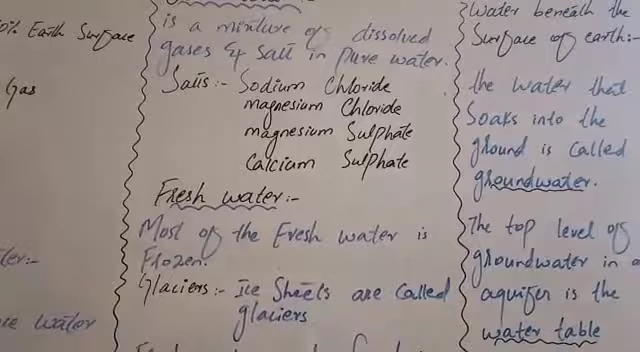 0% Earth Surface
Gas
ter:-
water
is a mixture of dissolved
gases & Salt in pure water.
Salts:- Sodium Chloride
magnesium Chloride
magnesium Sulphate
Calcium Sulphate
Fresh water:-
Most of the Fresh water is
Frozen.
Glaciers:- Ice Sheets are called
glaciers
Water beneath the
Surface of earth:-
the water that
Soaks into the
ground is called
groundwater.
The top level of
groundwater in a
aquifer is the
water table